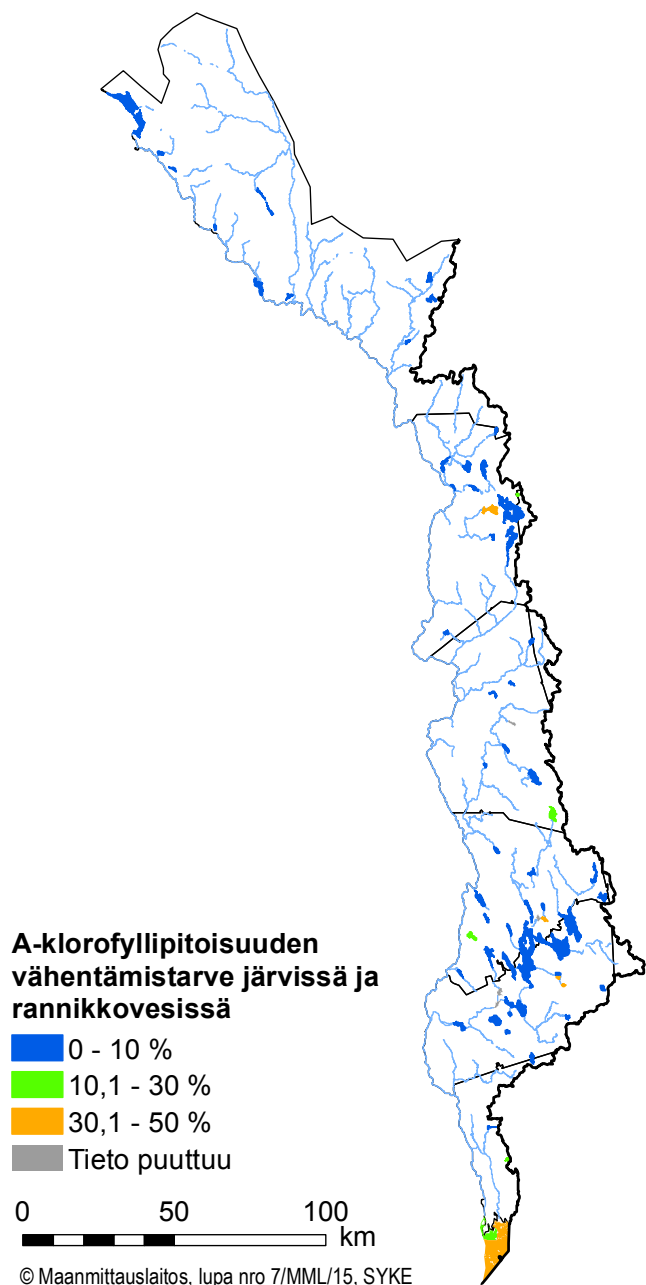 A-klorofyllipitoisuuden
vähentämistarve järvissä ja
rannikkovesissä
0 - 10 %
10,1 - 30 %
30,1 - 50 %
Tieto puuttuu
0 50 100
km
© Maanmittauslaitos, lupa nro 7/MML/15, SYKE